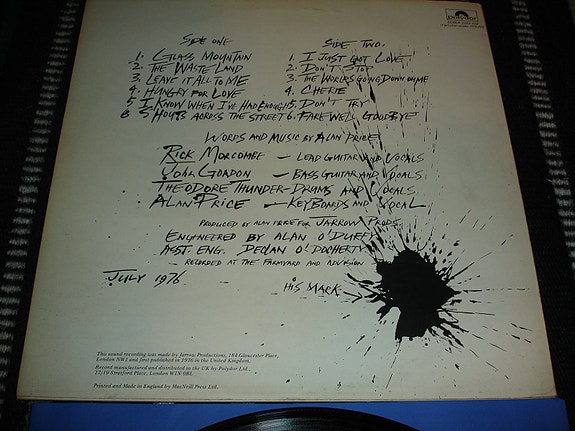 Polydor
SIDE ONE
1. GLASS MOUNTAIN
2. THE WASTE LAND
3. LEAVE IT ALL TO ME
4. HUNGRY FOR LOVE
5 I KNOW WHEN I'VE HAD ENOUGH
6 5 HOURS ACROSS THE STREET
SIDE TWO.
1. I JUST GOT LOVE
2. DON'T STOP
3. THE WORLDS GOING DOWN ON ME
4. CHERIE
5. DON'T TRY
6. FAREWELL GOODBYE
WORDS AND MUSIC BY ALAN PRICE
RICK MORCOMBE – LEAD GUITAR AND VOCALS
JOHN GORDON – BASS GUITAR AND VOCALS
THEODORE THUNDER – DRUMS AND VOCALS
ALAN PRICE – KEYBOARDS AND VOCAL
PRODUCED BY ALAN PRICE FOR JARROW PRODS
ENGINEERED BY ALAN O'DUFFY
ASST. ENG. DECLAN O'DOCHERTY
RECORDED AT THE FARMYARD AND ADVISION
JULY 1976
HIS MARK
This sound recording was made by Jarrow Productions, 184 Gloucester Place,
London NW1 and first published in 1976 in the United Kingdom.
Record manufactured and distributed in the UK by Polydor Ltd.,
17/19 Stratford Place, London W1N 0BL
Printed and Made in England by MacNeill Press Ltd.